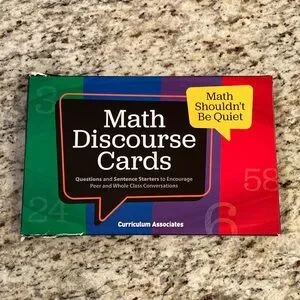 Math
Shouldn't
Be Quiet
Math
Discourse
Cards
Questions and Sentence Starters to Encourage
Peer and Whole Class Conversations
3
58
24
6
Curriculum Associates